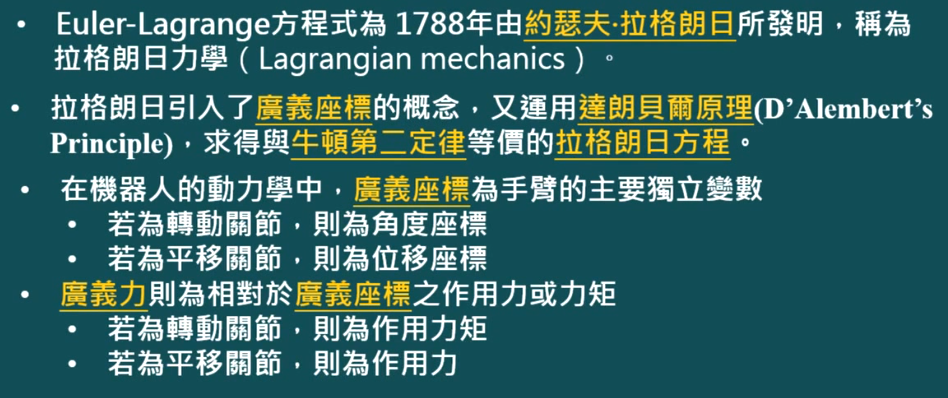 • Euler-Lagrange方程式為 1788年由約瑟夫·拉格朗日所發明，稱為
拉格朗日力學（Lagrangian mechanics）。
• 拉格朗日引入了廣義座標的概念，又運用達朗貝爾原理(D’Alembert’s
Principle)，求得與牛頓第二定律等價的拉格朗日方程。
• 在機器人的動力學中，廣義座標為手臂的主要獨立變數
• 若為轉動關節，則為角度座標
• 若為平移關節，則為位移座標
• 廣義力則為相對於廣義座標之作用力或力矩
• 若為轉動關節，則為作用力矩
• 若為平移關節，則為作用力